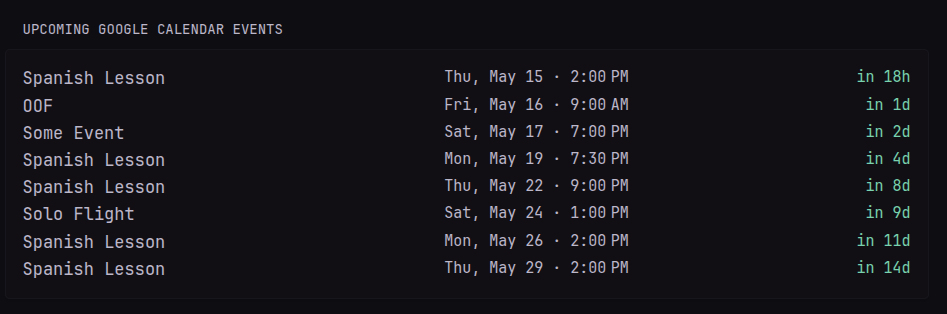 UPCOMING GOOGLE CALENDAR EVENTS
Spanish Lesson Thu, May 15 · 2:00 PM in 18h
OOF Fri, May 16 · 9:00 AM in 1d
Some Event Sat, May 17 · 7:00 PM in 2d
Spanish Lesson Mon, May 19 · 7:30 PM in 4d
Spanish Lesson Thu, May 22 · 9:00 PM in 8d
Solo Flight Sat, May 24 · 1:00 PM in 9d
Spanish Lesson Mon, May 26 · 2:00 PM in 11d
Spanish Lesson Thu, May 29 · 2:00 PM in 14d